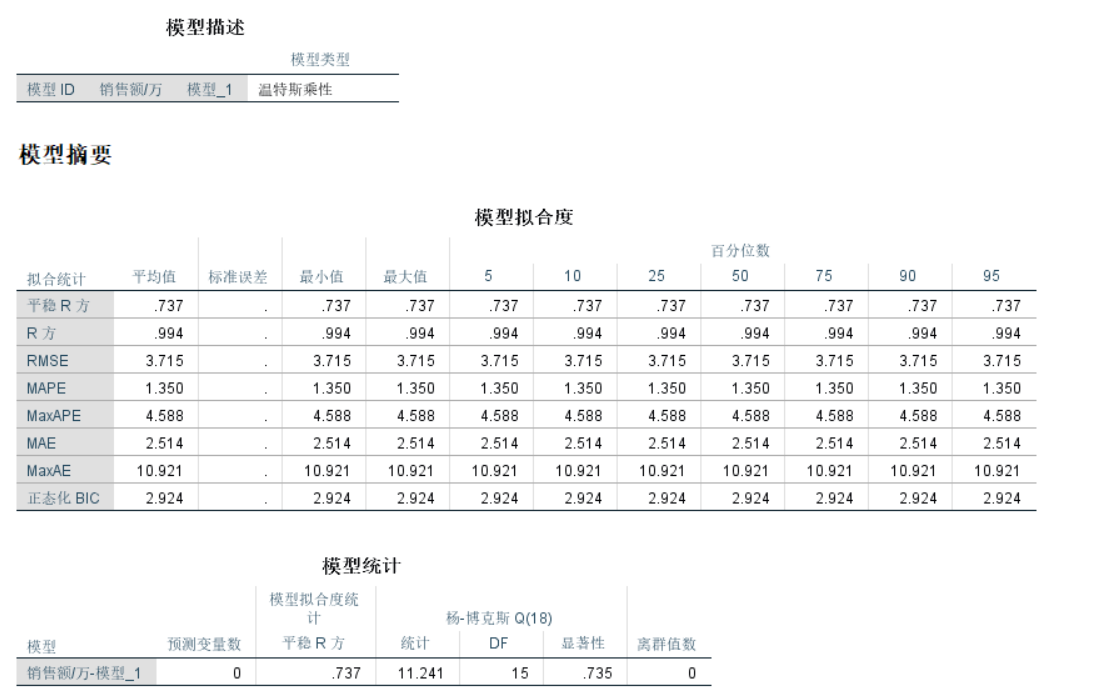 模型描述
模型类型
模型 ID 销售额/万 模型_1 温特斯乘性
模型摘要
模型拟合度
百分位数
拟合统计 平均值 标准误差 最小值 最大值 5 10 25 50 75 90 95
平稳 R 方 .737 . .737 .737 .737 .737 .737 .737 .737 .737 .737
R 方 .994 . .994 .994 .994 .994 .994 .994 .994 .994 .994
RMSE 3.715 . 3.715 3.715 3.715 3.715 3.715 3.715 3.715 3.715 3.715
MAPE 1.350 . 1.350 1.350 1.350 1.350 1.350 1.350 1.350 1.350 1.350
MaxAPE 4.588 . 4.588 4.588 4.588 4.588 4.588 4.588 4.588 4.588 4.588
MAE 2.514 . 2.514 2.514 2.514 2.514 2.514 2.514 2.514 2.514 2.514
MaxAE 10.921 . 10.921 10.921 10.921 10.921 10.921 10.921 10.921 10.921 10.921
正态化 BIC 2.924 . 2.924 2.924 2.924 2.924 2.924 2.924 2.924 2.924 2.924
模型统计
模型拟合度统
计 杨-博克斯 Q(18)
模型 预测变量数 平稳 R 方 统计 DF 显著性 离群值数
销售额/万-模型_1 0 .737 11.241 15 .735 0